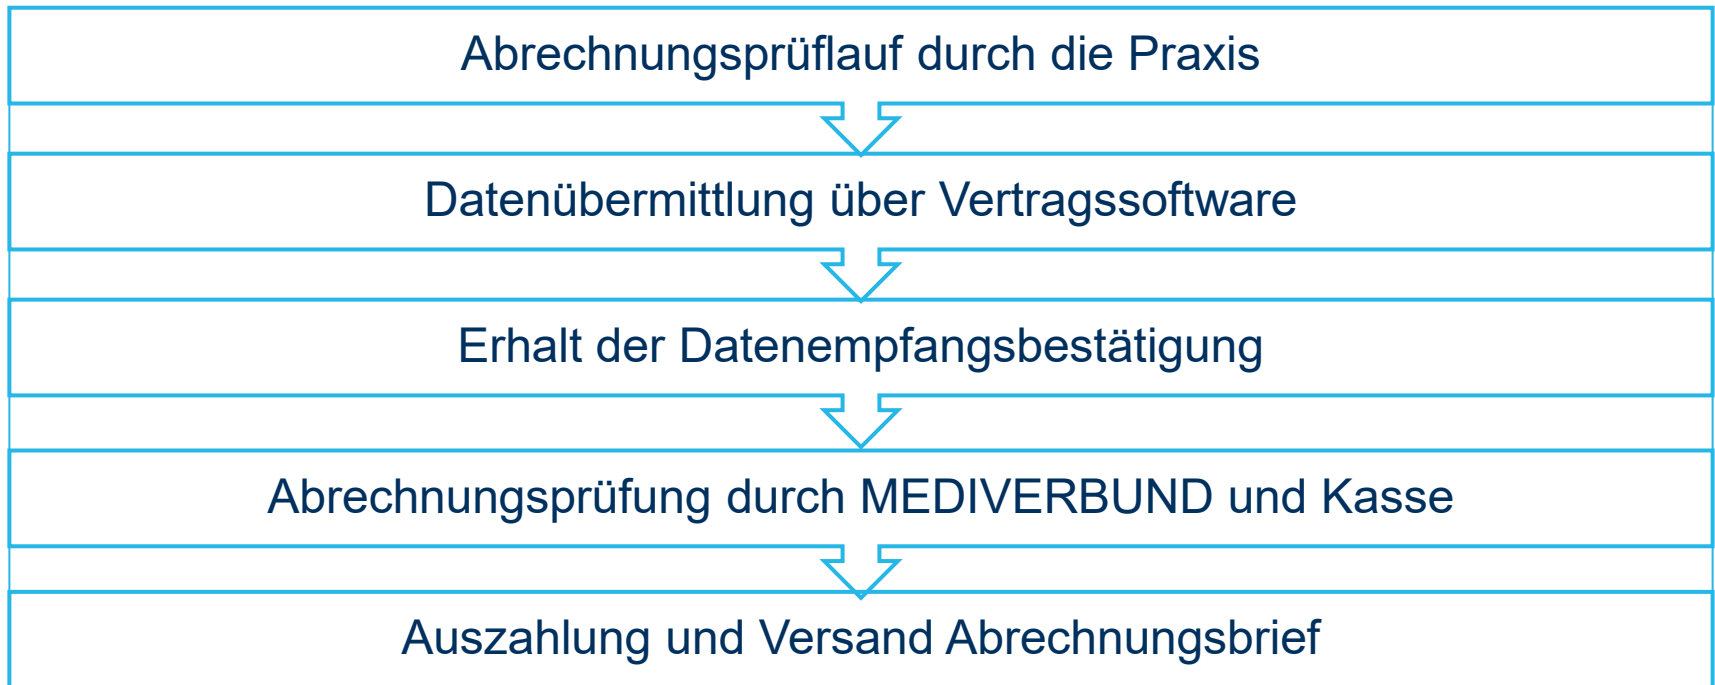 Abrechnungsprüflauf durch die Praxis
Datenübermittlung über Vertragssoftware
Erhalt der Datenempfangsbestätigung
Abrechnungsprüfung durch MEDIVERBUND und Kasse
Auszahlung und Versand Abrechnungsbrief